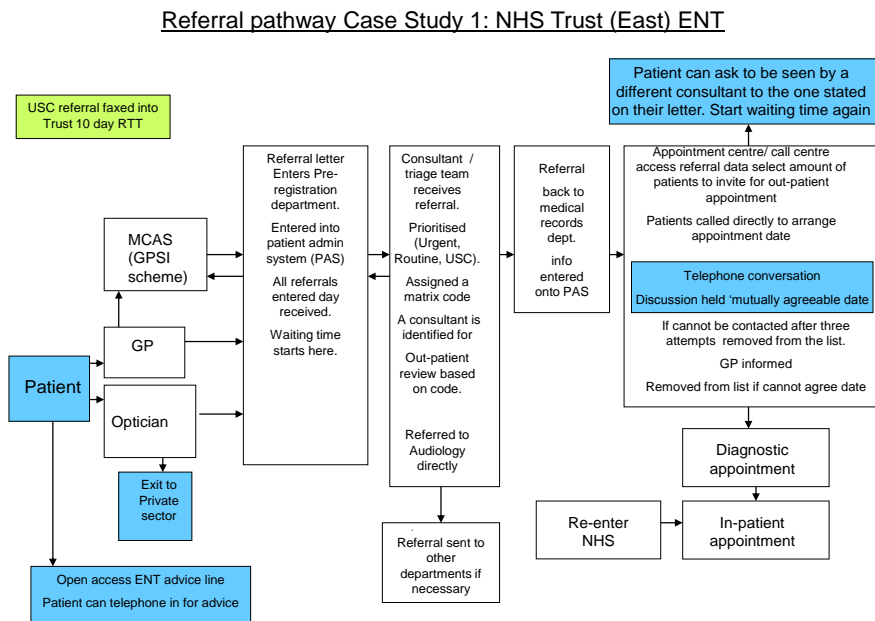 Referral pathway Case Study 1: NHS Trust (East) ENT
USC referral faxed into
Trust 10 day RTT
Patient can ask to be seen by a
different consultant to the one stated
on their letter. Start waiting time again
MCAS
(GPSI
scheme)
GP
Patient
Optician
Exit to
Private
sector
Open access ENT advice line
Patient can telephone in for advice
Referral letter
Enters Pre-
registration
department.
Entered into
patient admin
system (PAS)
All referrals
entered day
received.
Waiting time
starts here.
Consultant /
triage team
receives
referral.
Prioritised
(Urgent,
Routine, USC).
Assigned a
matrix code
A consultant is
identified for
Out-patient
review based
on code.
Referred to
Audiology
directly
Referral sent to
other
departments if
necessary
Referral
back to
medical
records
dept.
info
entered
onto PAS
Appointment centre/ call centre
access referral data select amount of
patients to invite for out-patient
appointment
Patients called directly to arrange
appointment date
Telephone conversation
Discussion held 'mutually agreeable date
If cannot be contacted after three
attempts removed from the list.
GP informed
Removed from list if cannot agree date
Diagnostic
appointment
Re-enter
NHS
In-patient
appointment